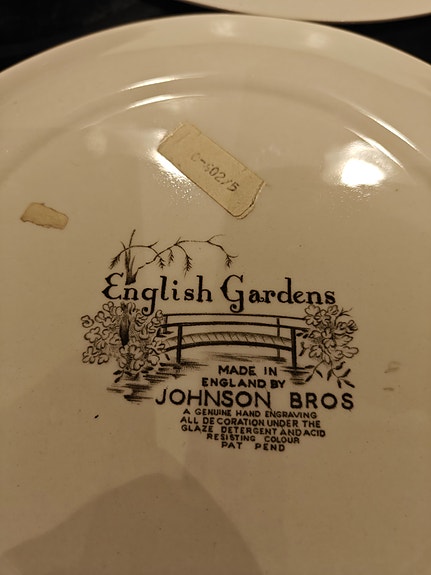 English Gardens
MADE IN
ENGLAND BY
JOHNSON BROS
A GENUINE HAND ENGRAVING
ALL DECORATION UNDER THE
GLAZE DETERGENT AND ACID
RESISTING COLOUR
PAT PEND